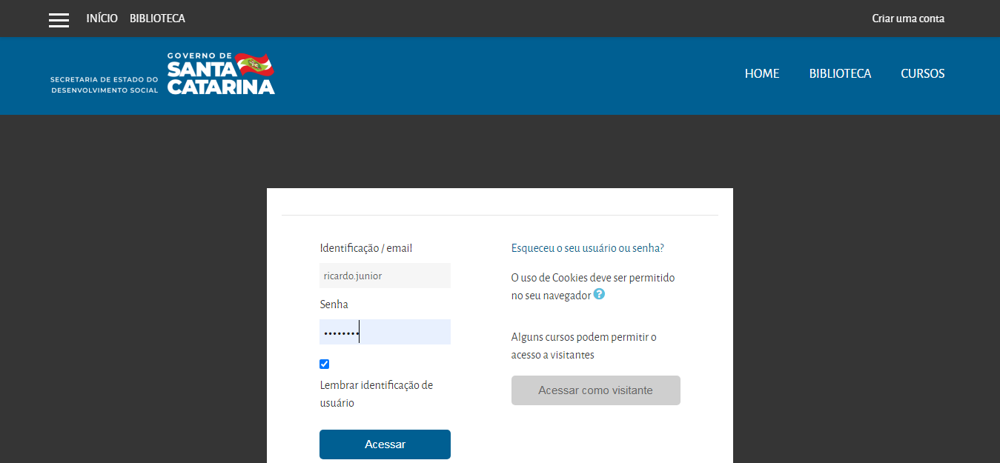 INÍCIO BIBLIOTECA Criar uma conta
SECRETARIA DE ESTADO DO
DESENVOLVIMENTO SOCIAL
GOVERNO DE
SANTA
CATARINA
HOME BIBLIOTECA CURSOS
Identificação / email
ricardo.junior
Senha
••••••••
Lembrar identificação de
usuário
Acessar
Esqueceu o seu usuário ou senha?
O uso de Cookies deve ser permitido
no seu navegador ?
Alguns cursos podem permitir o
acesso a visitantes
Acessar como visitante